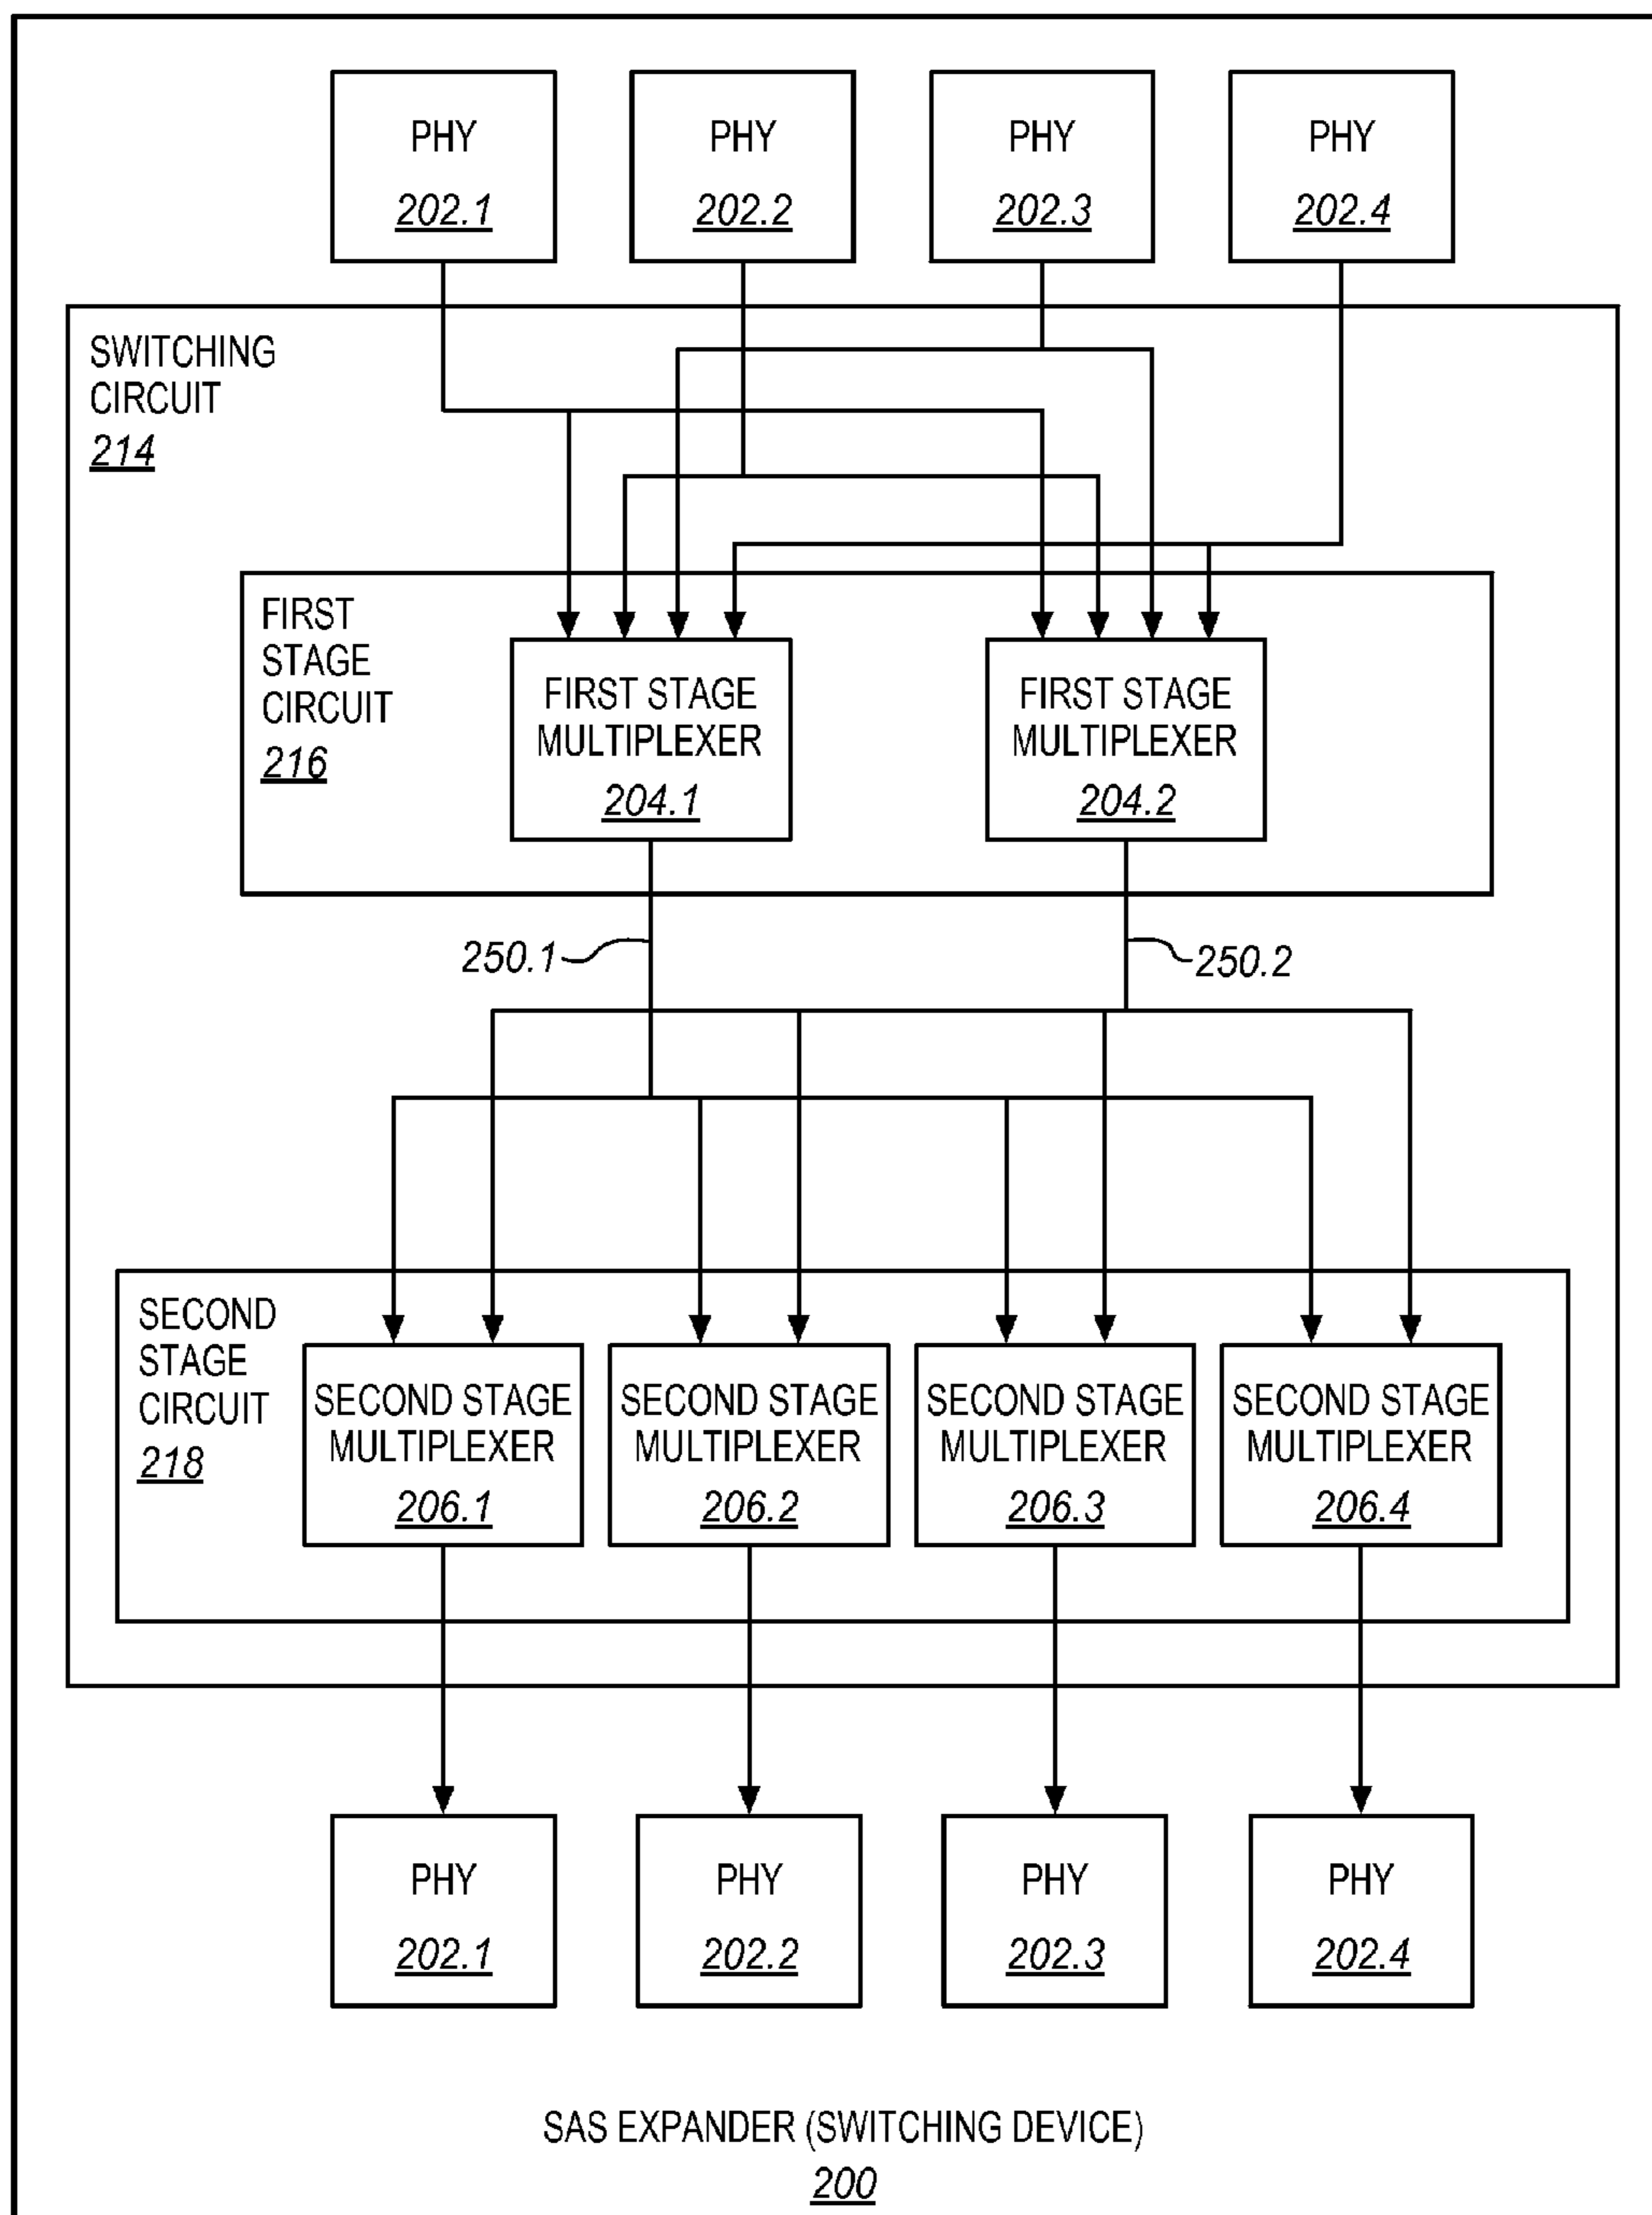 PHY
202.1
PHY
202.2
PHY
202.3
PHY
202.4
SWITCHING
CIRCUIT
214
FIRST
STAGE
CIRCUIT
216
FIRST STAGE
MULTIPLEXER
204.1
FIRST STAGE
MULTIPLEXER
204.2
250.1
250.2
SECOND
STAGE
CIRCUIT
218
SECOND STAGE
MULTIPLEXER
206.1
SECOND STAGE
MULTIPLEXER
206.2
SECOND STAGE
MULTIPLEXER
206.3
SECOND STAGE
MULTIPLEXER
206.4
PHY
202.1
PHY
202.2
PHY
202.3
PHY
202.4
SAS EXPANDER (SWITCHING DEVICE)
200